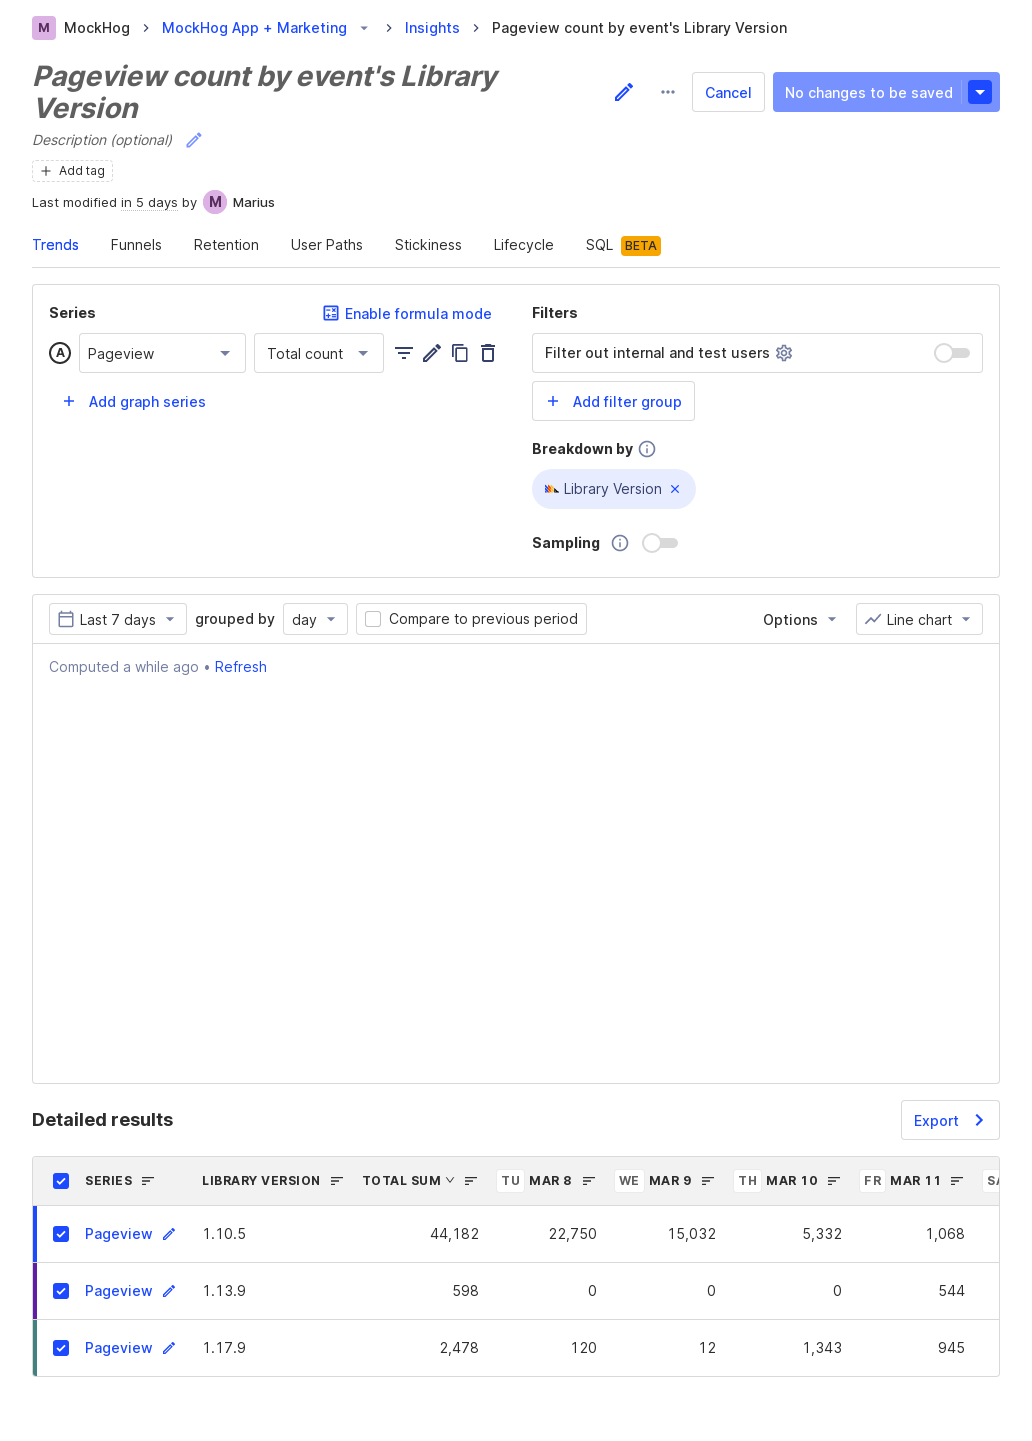 M MockHog MockHog App + Marketing Insights Pageview count by event's Library Version
Pageview count by event's Library
Version
No changes to be saved
Cancel
Description (optional)
Add tag
Last modified in 5 days by M Marius
Trends Funnels Retention User Paths Stickiness Lifecycle SQL BETA
Series Enable formula mode
A Pageview Total count
Add graph series
Filters
Filter out internal and test users
Add filter group
Breakdown by
Library Version
Sampling
Last 7 days grouped by day Compare to previous period Options Line chart
Computed a while ago • Refresh
Detailed results Export
SERIES LIBRARY VERSION TOTAL SUM TU MAR 8 WE MAR 9 TH MAR 10 FR MAR 11
Pageview 1.10.5 44,182 22,750 15,032 5,332 1,068
Pageview 1.13.9 598 0 0 0 544
Pageview 1.17.9 2,478 120 12 1,343 945